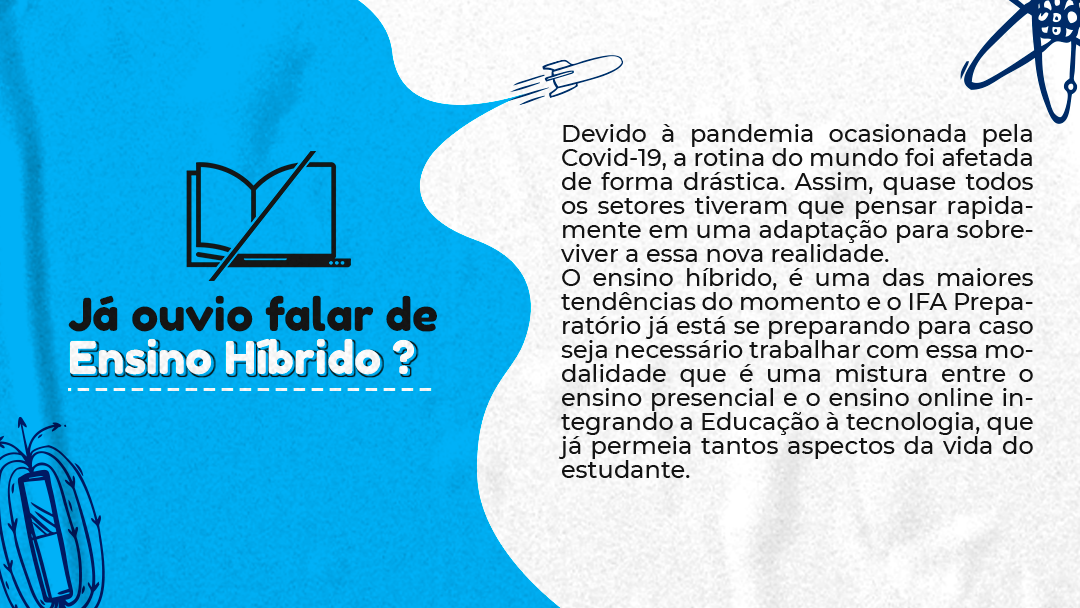 Já ouvio falar de
Ensino Híbrido ?
Devido à pandemia ocasionada pela
Covid-19, a rotina do mundo foi afetada
de forma drástica. Assim, quase todos
os setores tiveram que pensar rapida-
mente em uma adaptação para sobre-
viver a essa nova realidade.
O ensino híbrido, é uma das maiores
tendências do momento e o IFA Prepa-
ratório já está se preparando para caso
seja necessário trabalhar com essa mo-
dalidade que é uma mistura entre o
ensino presencial e o ensino online in-
tegrando a Educação à tecnologia, que
já permeia tantos aspectos da vida do
estudante.